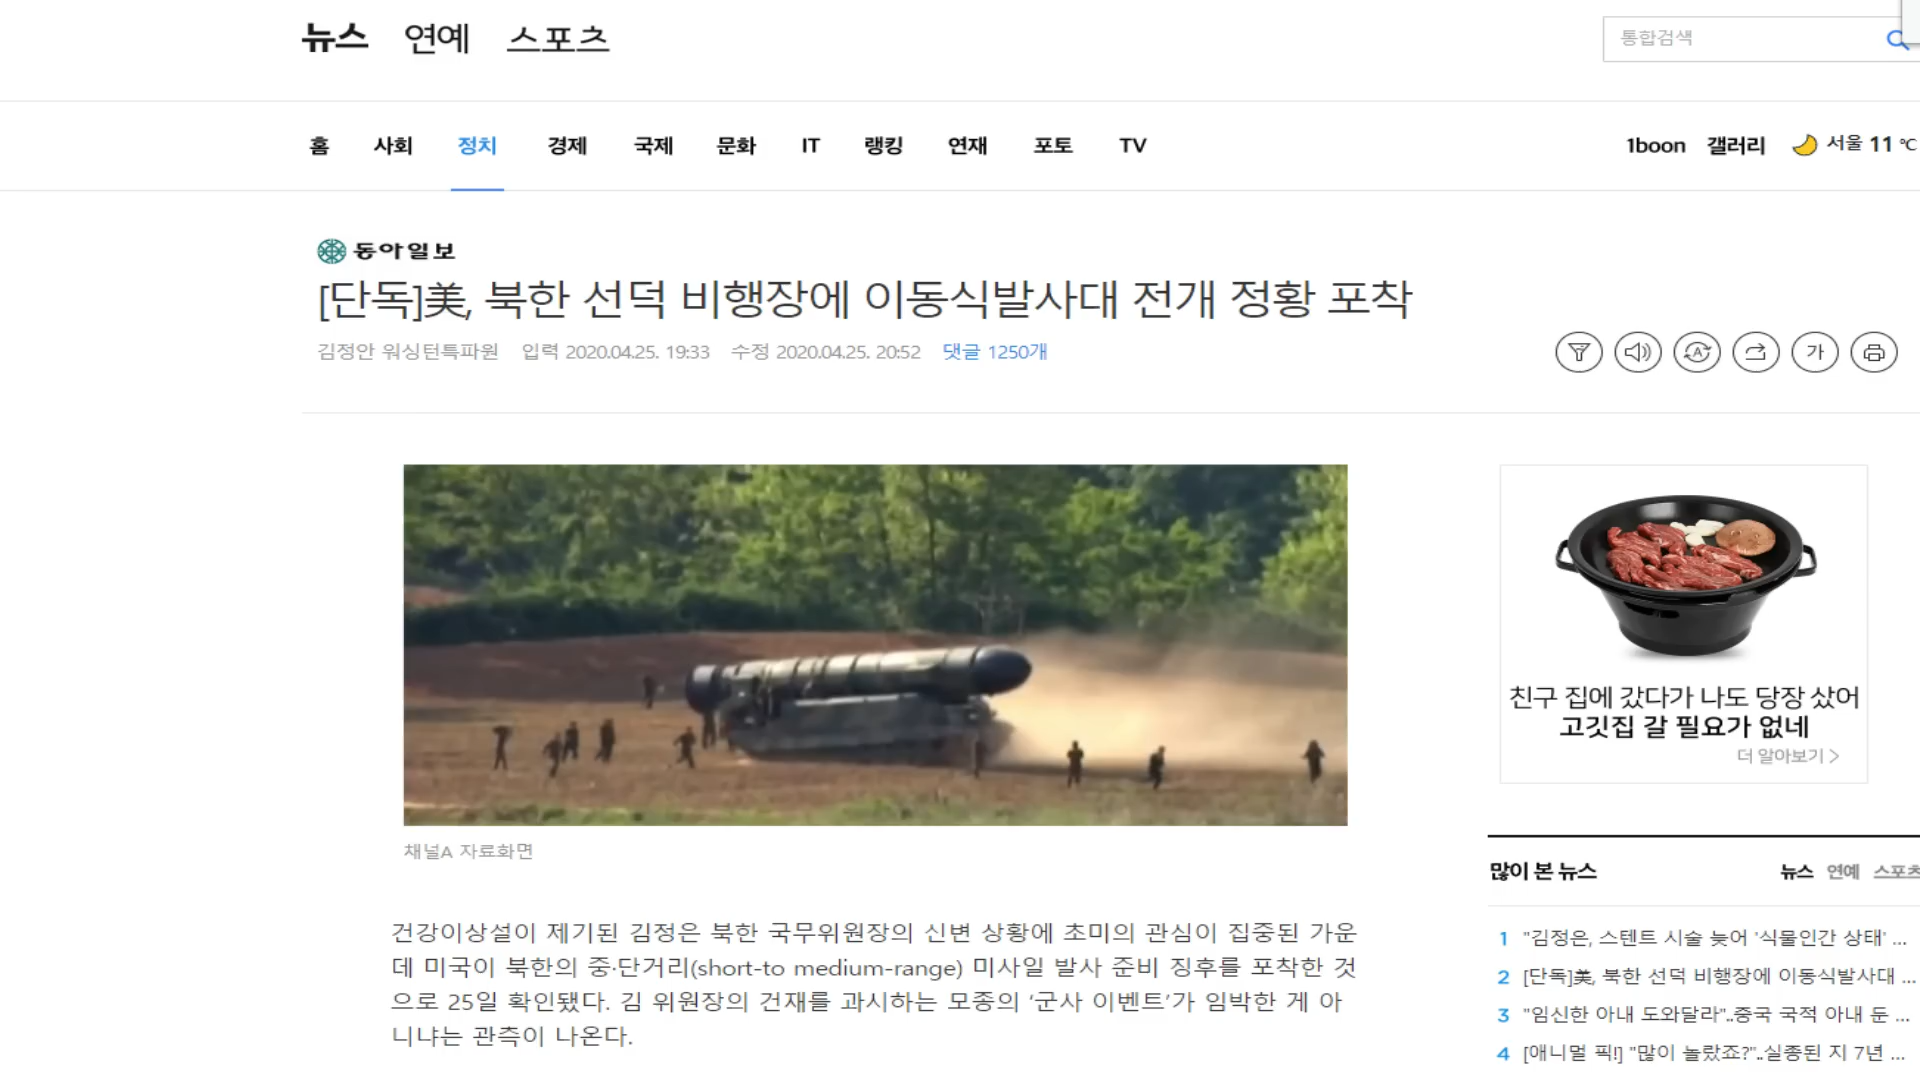 뉴스 연예 스포츠
통합검색
홈 사회 정치 경제 국제 문화 IT 랭킹 연재 포토 TV
1boon 갤러리 서울 11 ℃
동아일보
[단독]美, 북한 선덕 비행장에 이동식발사대 전개 정황 포착
김정안 워싱턴특파원 입력 2020.04.25. 19:33 수정 2020.04.25. 20:52 댓글 1250개
A 가
채널A 자료화면
건강이상설이 제기된 김정은 북한 국무위원장의 신변 상황에 초미의 관심이 집중된 가운
데 미국이 북한의 중·단거리(short-to medium-range) 미사일 발사 준비 징후를 포착한 것
으로 25일 확인됐다. 김 위원장의 건재를 과시하는 모종의 ‘군사 이벤트’가 임박한 게 아
니냐는 관측이 나온다.
친구 집에 갔다가 나도 당장 샀어
고깃집 갈 필요가 없네
더 알아보기 >
많이 본 뉴스 뉴스 연예 스포츠
1 "김정은, 스텐트 시술 늦어 '식물인간 상태' ...
2 [단독]美, 북한 선덕 비행장에 이동식발사대 ...
3 "임신한 아내 도와달라"..중국 국적 아내 둔 ...
4 [애니멀 픽!] "많이 놀랐죠?"..실종된 지 7년 ...